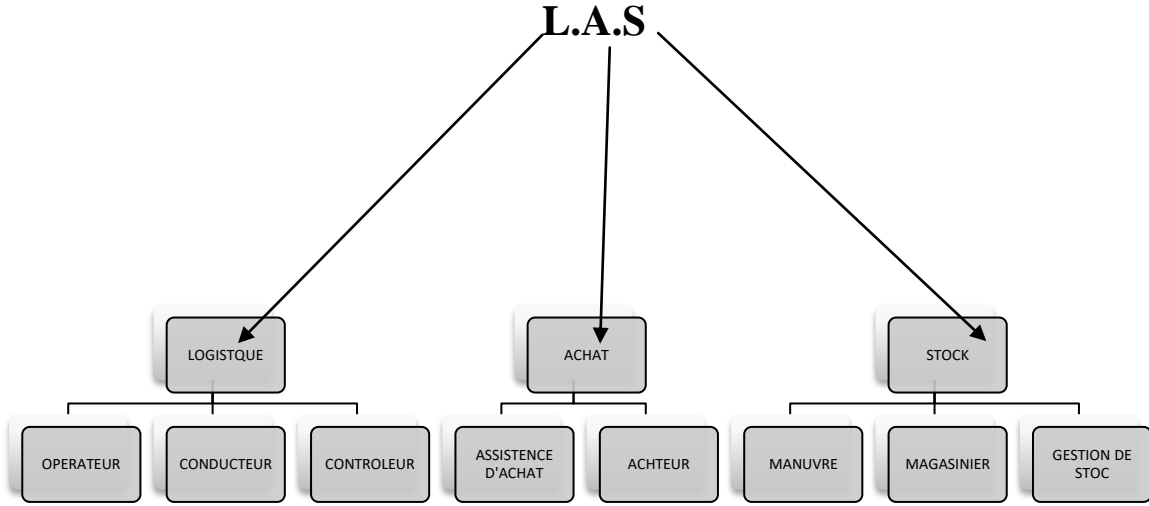 L.A.S
LOGISTQUE
ACHAT
STOCK
OPERATEUR
CONDUCTEUR
CONTROLEUR
ASSISTENCE
D'ACHAT
ACHTEUR
MANUVRE
MAGASINIER
GESTION DE
STOC